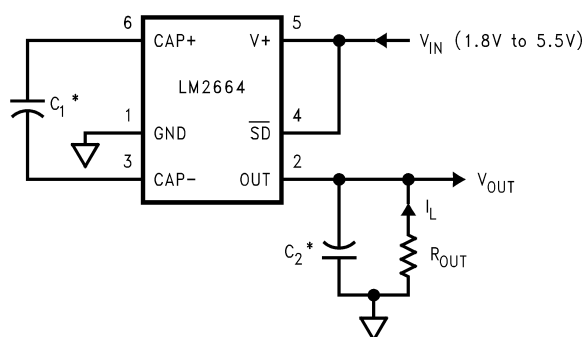 6
CAP+
V+
5
V_IN (1.8V to 5.5V)
LM2664
C_1 *
1
GND
S̅D̅
4
3
CAP−
OUT
2
V_OUT
I_L
C_2 *
R_OUT